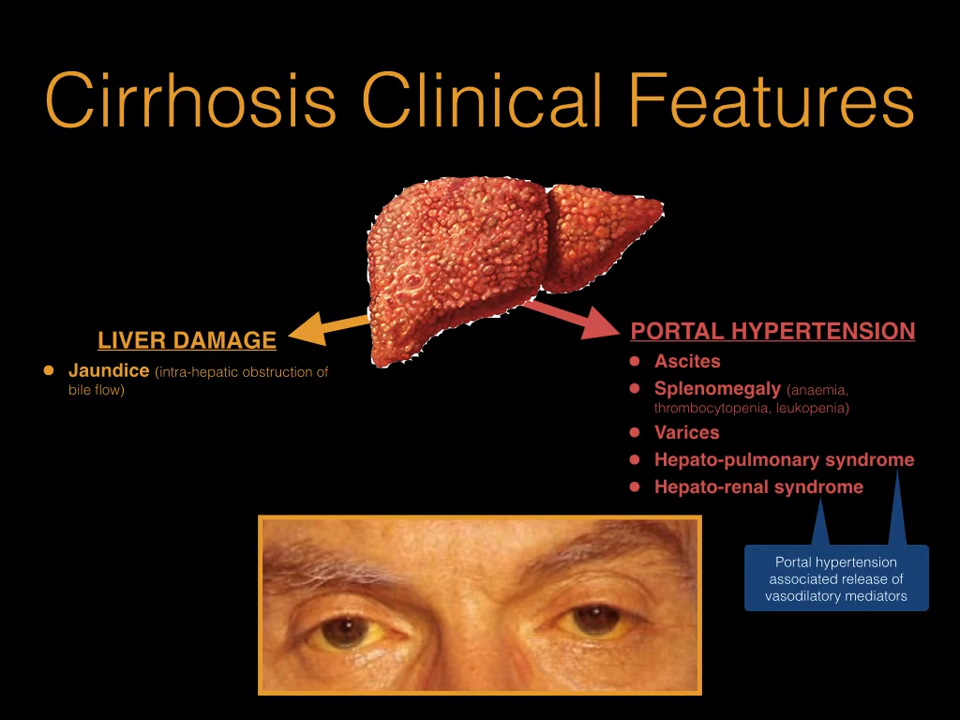 Cirrhosis Clinical Features
LIVER DAMAGE
• Jaundice (intra-hepatic obstruction of
bile flow)
PORTAL HYPERTENSION
• Ascites
• Splenomegaly (anaemia,
thrombocytopenia, leukopenia)
• Varices
• Hepato-pulmonary syndrome
• Hepato-renal syndrome
Portal hypertension
associated release of
vasodilatory mediators